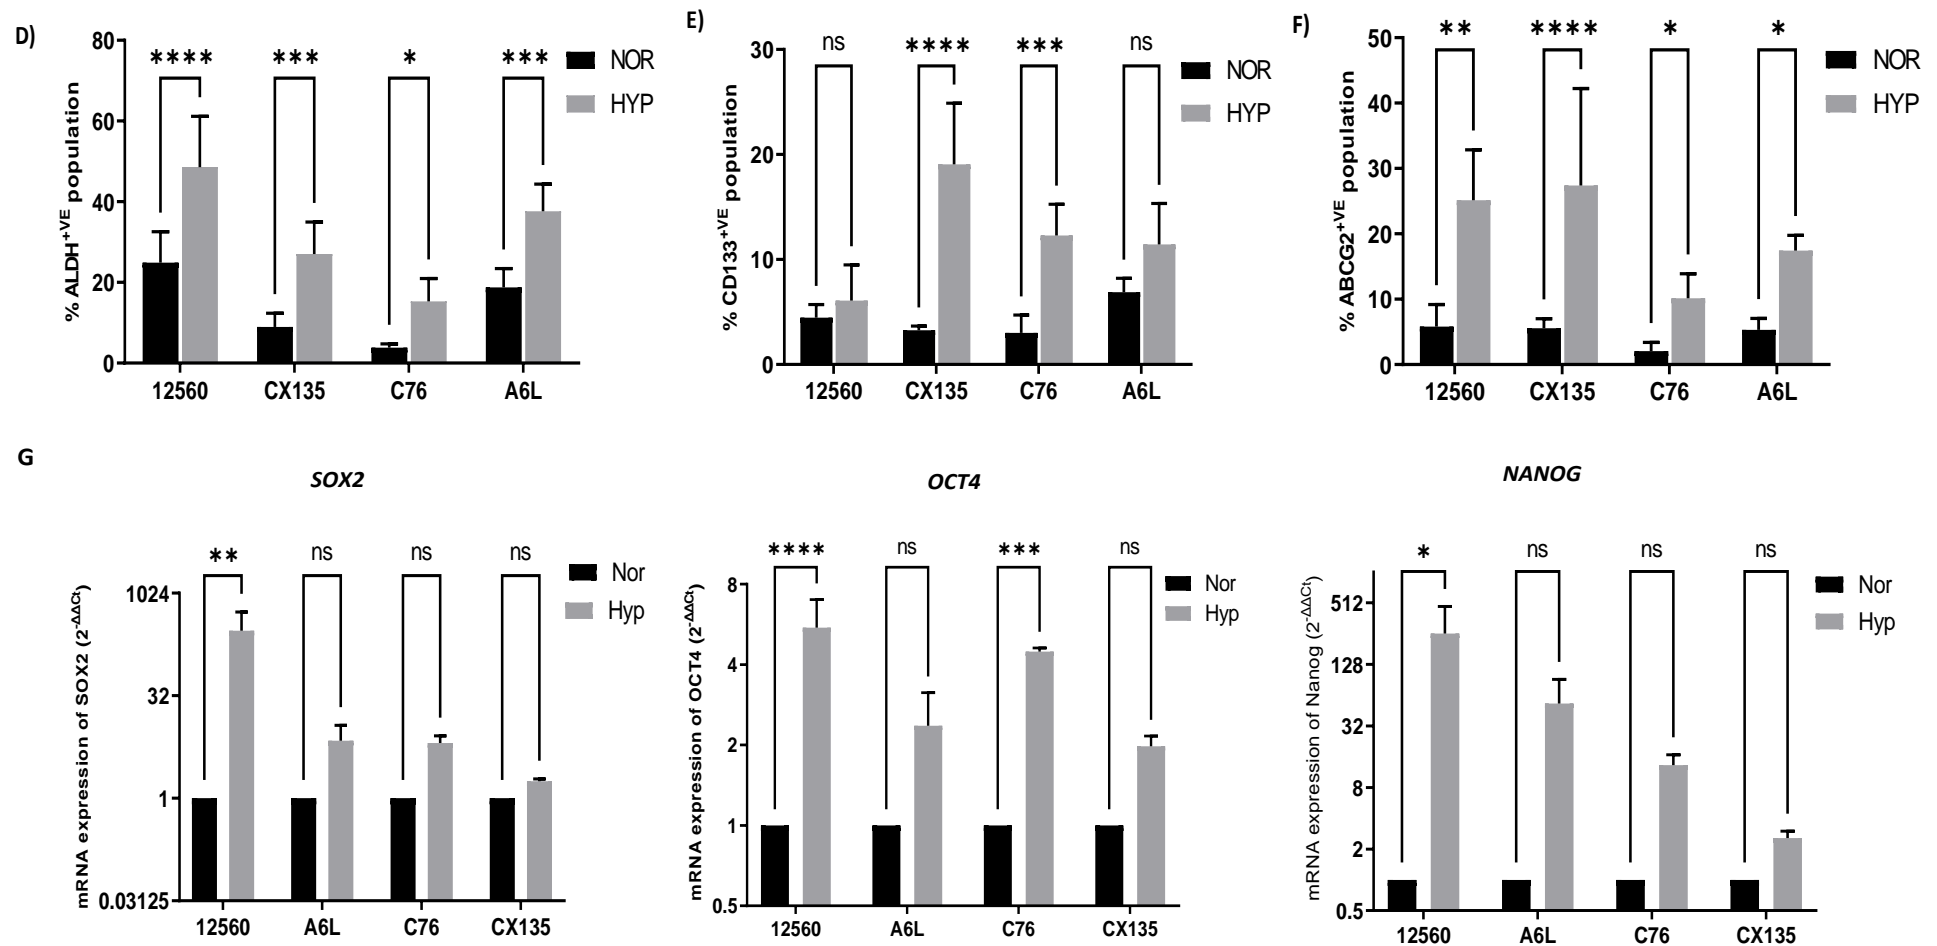 D)
% ALDH+VE population
80
60
40
20
0
**** *** * ***
NOR
HYP
12560 CX135 C76 A6L
E)
% CD133+VE population
30
20
10
0
ns **** *** ns
NOR
HYP
12560 CX135 C76 A6L
F)
% ABCG2+VE population
50
40
30
20
10
0
** **** * *
NOR
HYP
12560 CX135 C76 A6L
G
SOX2
mRNA expression of SOX2 (2-ΔΔCt)
1024
32
1
0.03125
** ns ns ns
Nor
Hyp
12560 A6L C76 CX135
OCT4
mRNA expression of OCT4 (2-ΔΔCt)
8
4
2
1
0.5
**** ns *** ns
Nor
Hyp
12560 A6L C76 CX135
NANOG
mRNA expression of Nanog (2-ΔΔCt)
512
128
32
8
2
0.5
* ns ns ns
Nor
Hyp
12560 A6L C76 CX135